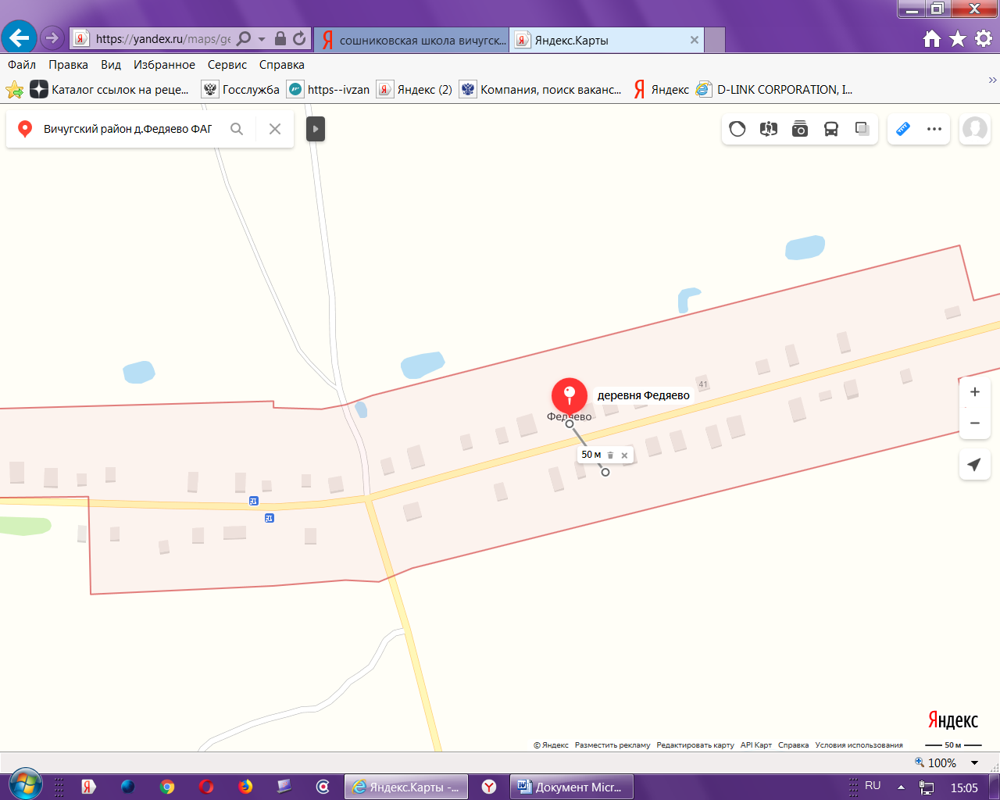 https://yandex.ru/maps/ge
сошниковская школа вичугск...
Яндекс.Карты
Файл Правка Вид Избранное Сервис Справка
Каталог ссылок на реце... Госслужба https--ivzan Яндекс (2) Компания, поиск ваканс... Яндекс D-LINK CORPORATION, I...
Вичугский район д.Федяево ФАГ
41
деревня Федяево
Федяево
50 м
Яндекс
© Яндекс Разместить рекламу Редактировать карту API Карт Справка Условия использования 50 м
100%
Яндекс.Карты -... Документ Micr... RU 15:05